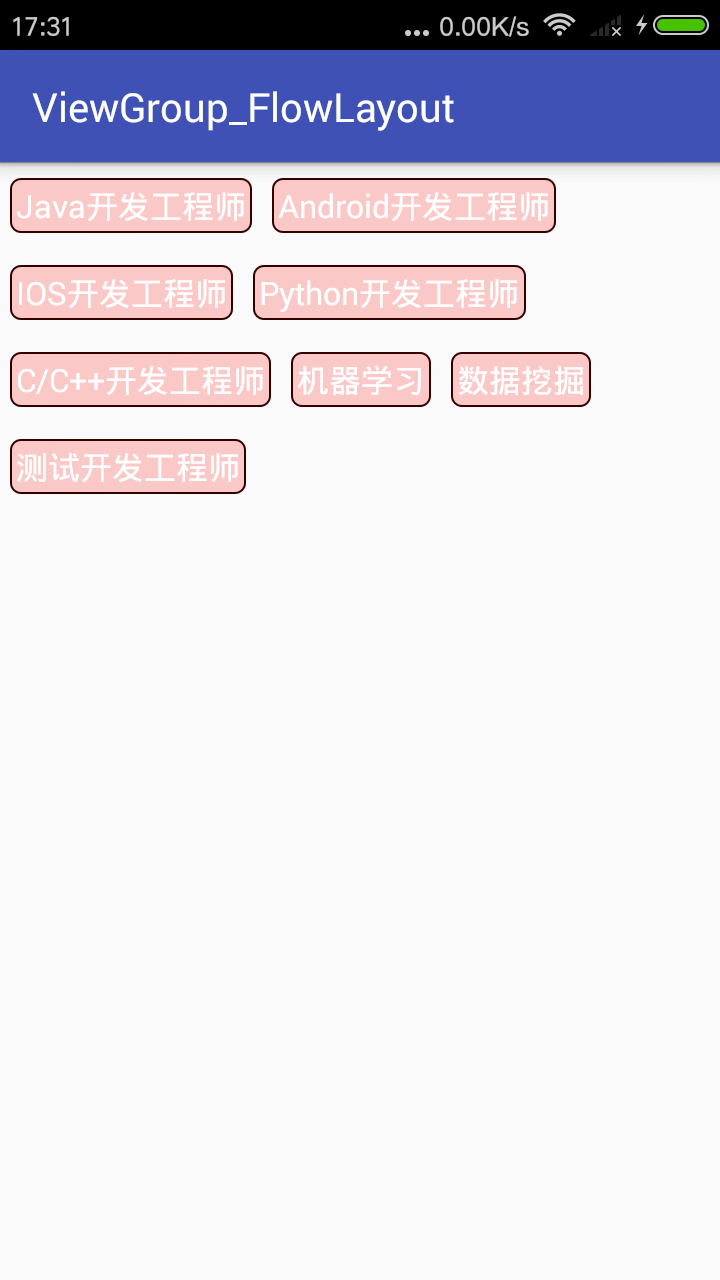 17:31 ... 0.00K/s
ViewGroup_FlowLayout
Java开发工程师 Android开发工程师
IOS开发工程师 Python开发工程师
C/C++开发工程师 机器学习 数据挖掘
测试开发工程师